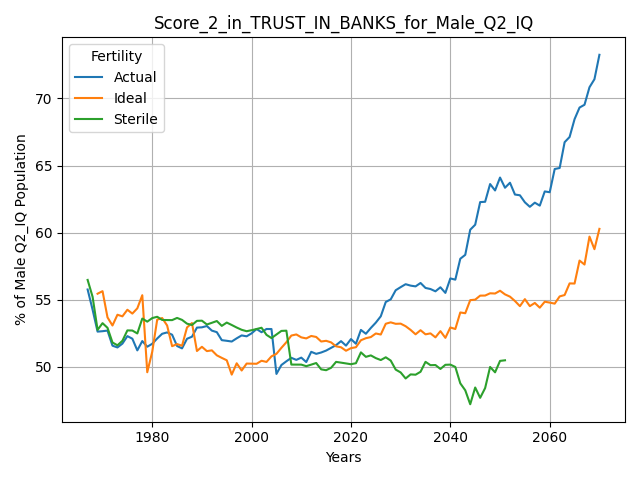 Score_2_in_TRUST_IN_BANKS_for_Male_Q2_IQ
Fertility
Actual
Ideal
Sterile
% of Male Q2_IQ Population
70
65
60
55
50
1980
2000
2020
2040
2060
Years